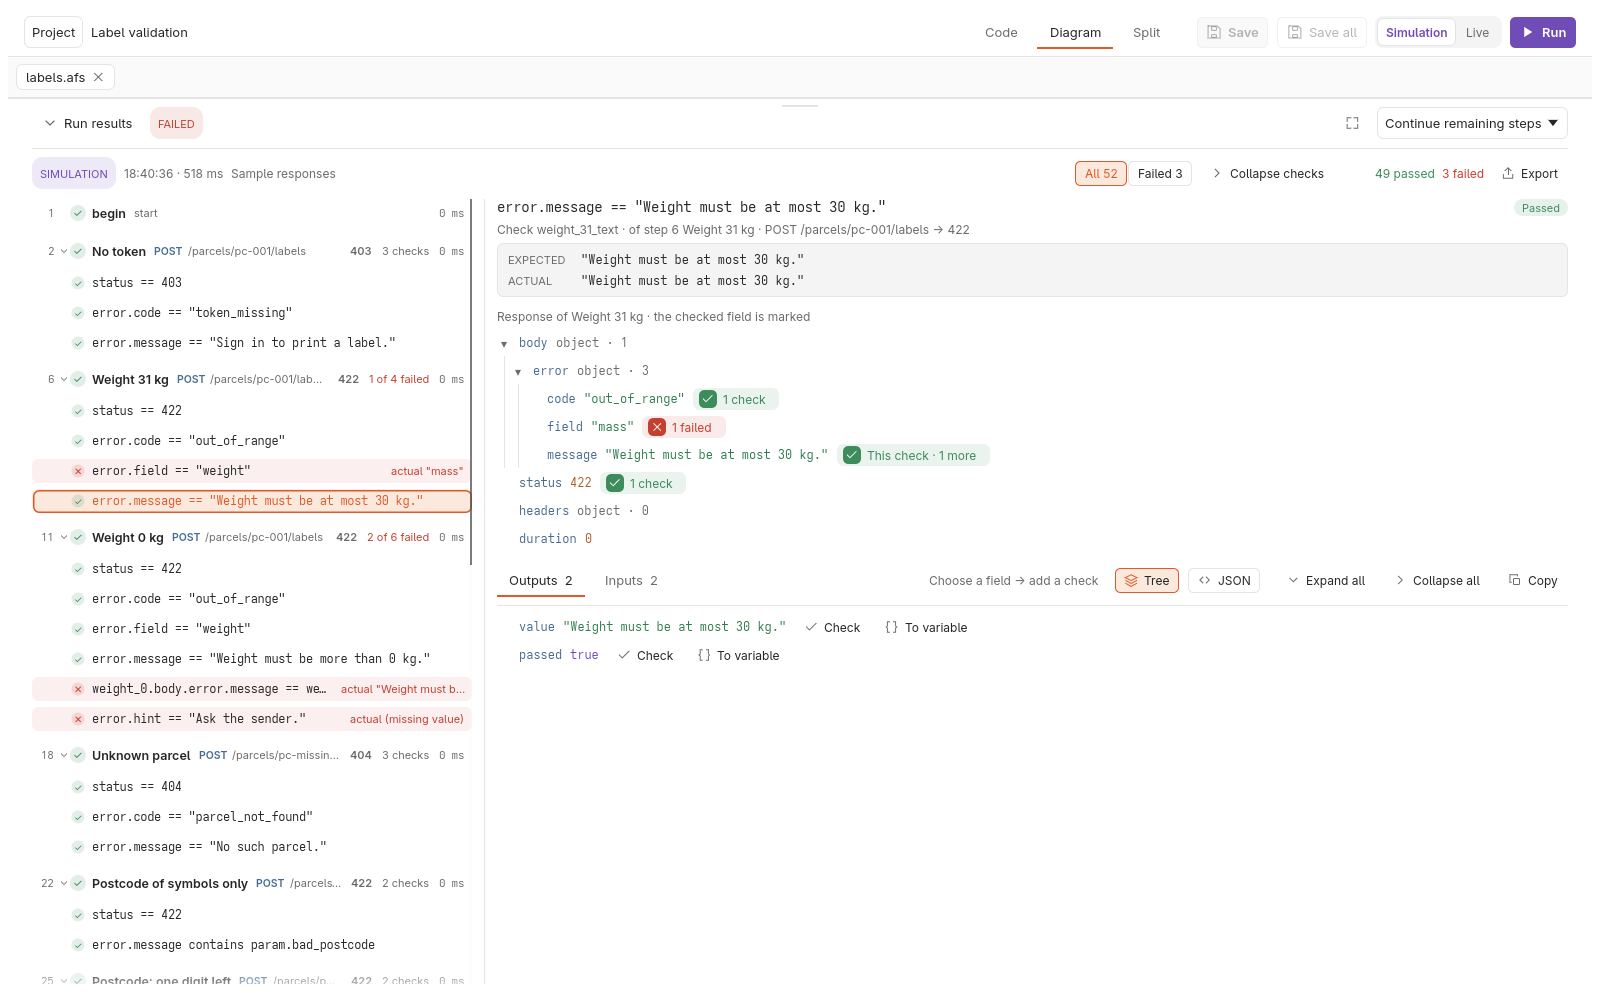 Project Label validation Code Diagram Split Save Save all Simulation Live Run
labels.afs
Run results FAILED Continue remaining steps
SIMULATION 18:40:36 · 518 ms Sample responses All 52 Failed 3 Collapse checks 49 passed 3 failed Export
1 begin start 0 ms
2 No token POST /parcels/pc-001/labels 403 3 checks 0 ms
status == 403
error.code == "token_missing"
error.message == "Sign in to print a label."
6 Weight 31 kg POST /parcels/pc-001/lab... 422 1 of 4 failed 0 ms
status == 422
error.code == "out_of_range"
error.field == "weight" actual "mass"
error.message == "Weight must be at most 30 kg."
11 Weight 0 kg POST /parcels/pc-001/labels 422 2 of 6 failed 0 ms
status == 422
error.code == "out_of_range"
error.field == "weight"
error.message == "Weight must be more than 0 kg."
weight_0.body.error.message == we... actual "Weight must b...
error.hint == "Ask the sender." actual (missing value)
18 Unknown parcel POST /parcels/pc-missin... 404 3 checks 0 ms
status == 404
error.code == "parcel_not_found"
error.message == "No such parcel."
22 Postcode of symbols only POST /parcels... 422 2 checks 0 ms
status == 422
error.message contains param.bad_postcode
25 Postcode: one digit left POST /parcels/p... 422 2 checks 0 ms
error.message == "Weight must be at most 30 kg." Passed
Check weight_31_text · of step 6 Weight 31 kg · POST /parcels/pc-001/labels → 422
EXPECTED "Weight must be at most 30 kg."
ACTUAL "Weight must be at most 30 kg."
Response of Weight 31 kg · the checked field is marked
body object · 1
error object · 3
code "out_of_range" 1 check
field "mass" 1 failed
message "Weight must be at most 30 kg." This check · 1 more
status 422 1 check
headers object · 0
duration 0
Outputs 2 Inputs 2 Choose a field → add a check Tree JSON Expand all Collapse all Copy
value "Weight must be at most 30 kg." Check {} To variable
passed true Check {} To variable